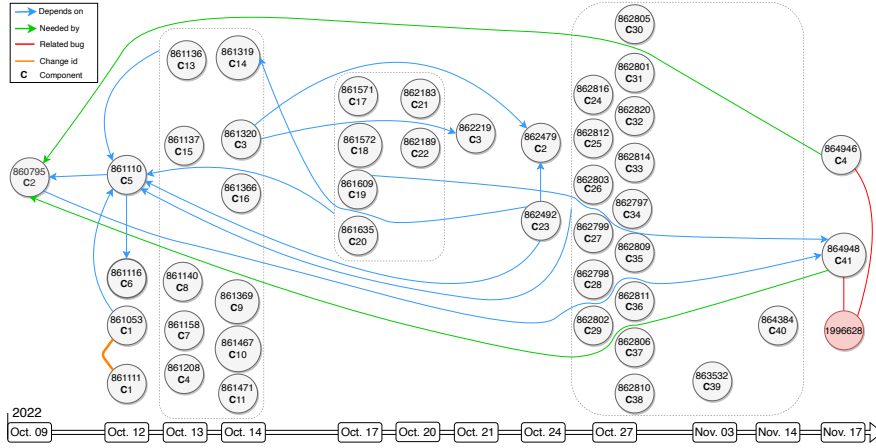 Depends on
Needed by
Related bug
Change id
C Component
860795
C2
861110
C5
861116
C6
861053
C1
861111
C1
861136
C13
861319
C14
861137
C15
861320
C3
861366
C16
861140
C8
861369
C9
861158
C7
861467
C10
861208
C4
861471
C11
861571
C17
862183
C21
861572
C18
862189
C22
861609
C19
861635
C20
862219
C3
862479
C2
862492
C23
862805
C30
862801
C31
862816
C24
862820
C32
862812
C25
862814
C33
862803
C26
862797
C34
862799
C27
862809
C35
862798
C28
862811
C36
862802
C29
862806
C37
862810
C38
863532
C39
864384
C40
864946
C4
864948
C41
1996628
2022
Oct. 09
Oct. 12
Oct. 13
Oct. 14
Oct. 17
Oct. 20
Oct. 21
Oct. 24
Oct. 27
Nov. 03
Nov. 14
Nov. 17